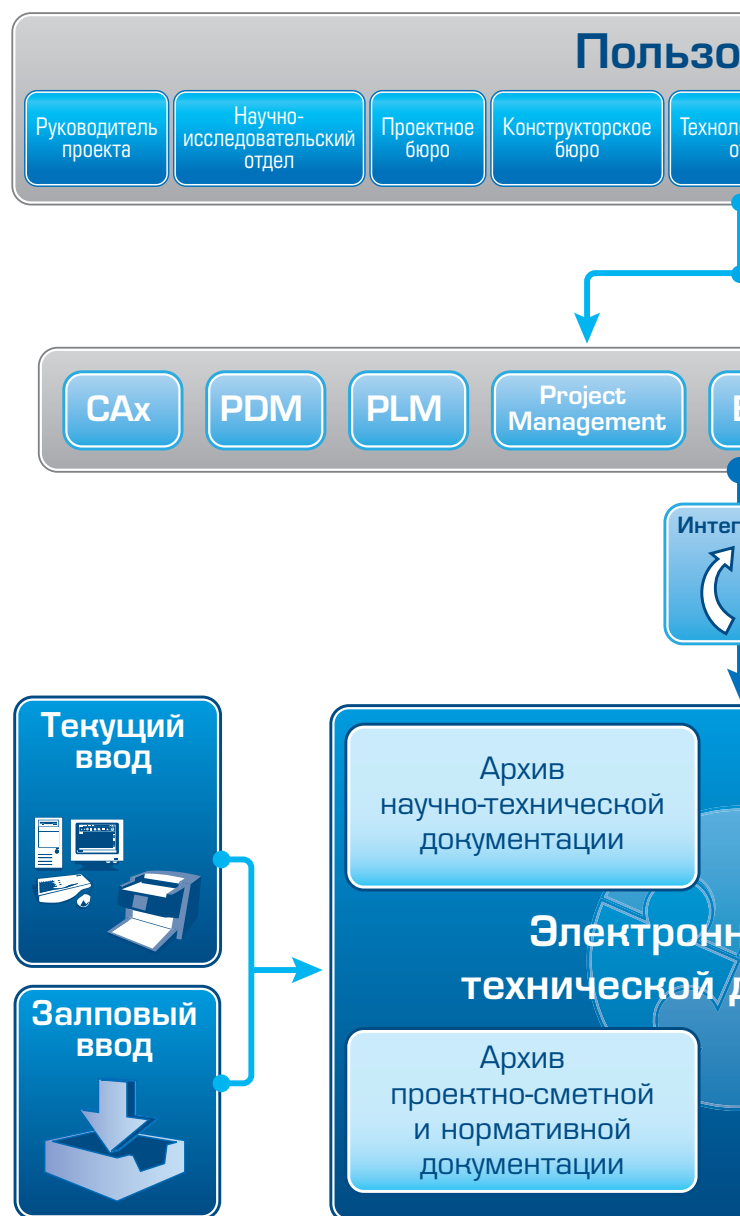 Пользо
Руководитель
проекта
Научно-
исследовательский
отдел
Проектное
бюро
Конструкторское
бюро
Технол
CAx
PDM
PLM
Project
Management
Интег
Текущий
ввод
Архив
научно-технической
документации
Электронн
технической д
Залповый
ввод
Архив
проектно-сметной
и нормативной
документации